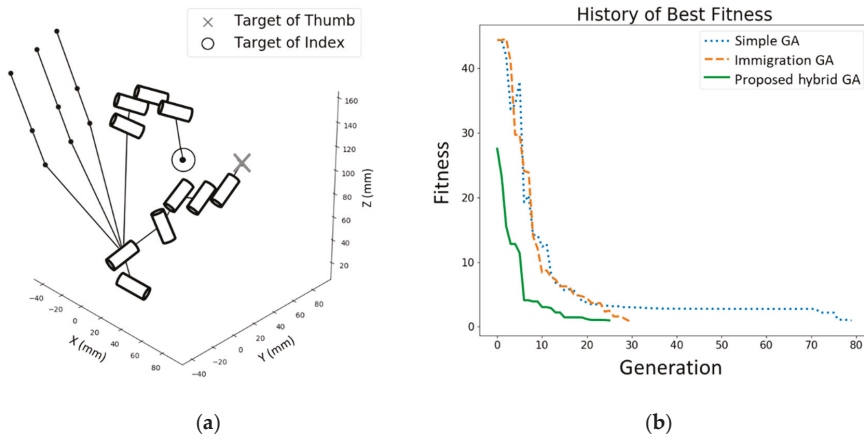 Target of Thumb
Target of Index
160
140
120
100
80
60
40
20
Z (mm)
-40
-20
0
20
40
60
80
X (mm)
-40
-20
0
20
40
60
80
Y (mm)
(a)
History of Best Fitness
Simple GA
Immigration GA
Proposed hybrid GA
Fitness
40
30
20
10
0
0 10 20 30 40 50 60 70 80
Generation
(b)